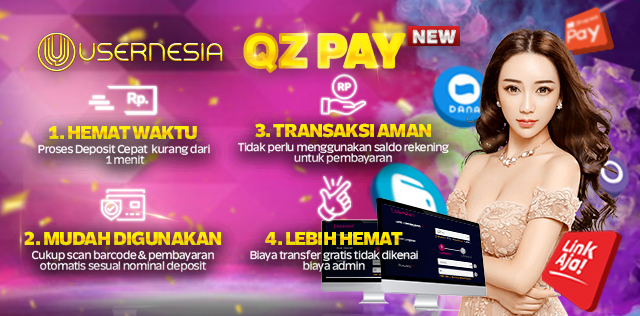 USERNESIA
QZ PAY NEW
Rp.
1. HEMAT WAKTU
Proses Deposit Cepat kurang dari
1 menit
RP
3. TRANSAKSI AMAN
Tidak perlu menggunakan saldo rekening
untuk pembayaran
2. MUDAH DIGUNAKAN
Cukup scan barcode & pembayaran
otomatis sesual nominal deposit
4. LEBIH HEMAT
Biaya transfer gratis tidak dikenai
biaya admin
Pay
DANA
LinkAja!